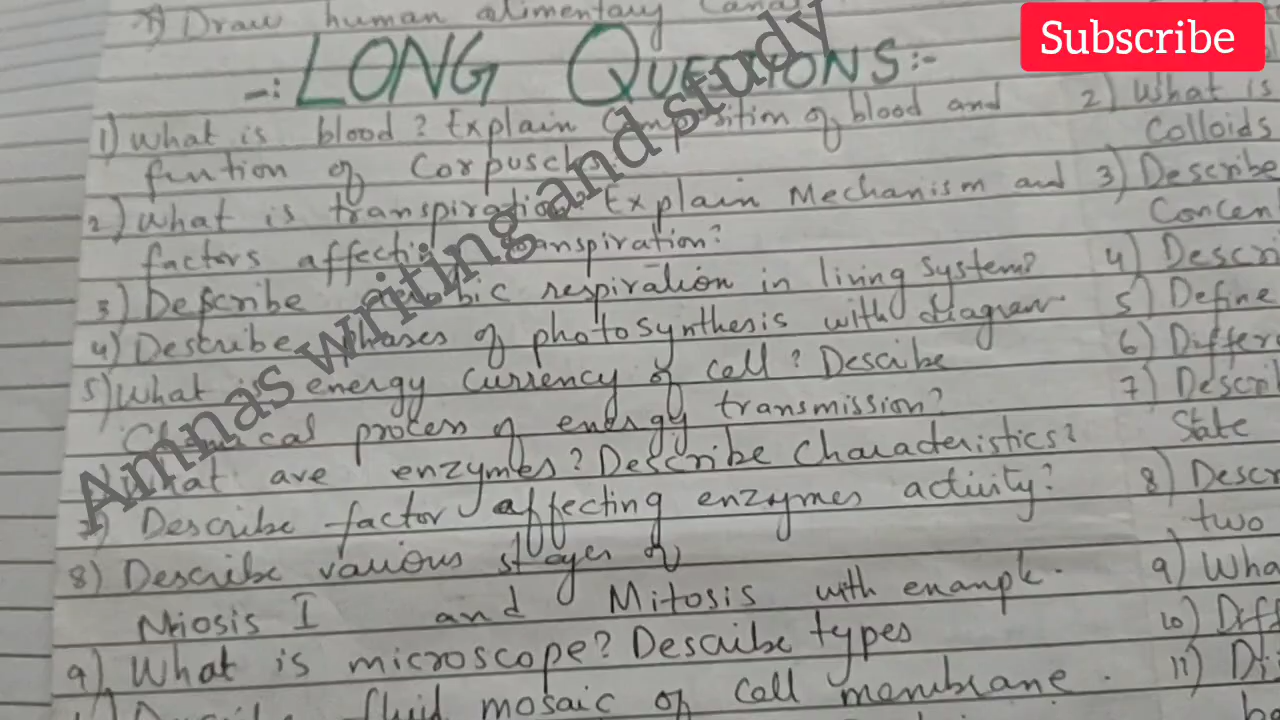 7) Draw human alimentary Canal
Subscribe
-: LONG QUESTIONS:-
1) What is blood? Explain Composition of blood and
funtion of Corpuscles.
2) What is transpiration? Explain Mechanism and
factors affecting transpiration?
3) Describe aerobic respiration in living system?
4) Describe phases of photosynthesis with diagram.
5) What is energy currency of cell? Describe
Chemical process of energy transmission?
What are enzymes? Describe characteristics?
7) Describe factor affecting enzymes activity?
8) Describe various stages of
Miosis I and Mitosis with example.
9) What is microscope? Describe types
fluid mosaic of cell membrane.
2) What is
Colloids
3) Describe
Concen
4) Descri
5) Define
6) Differe
7) Descri
State
8) Descr
two
9) Wha
10) Diff
11) Di
Amnas writing and study